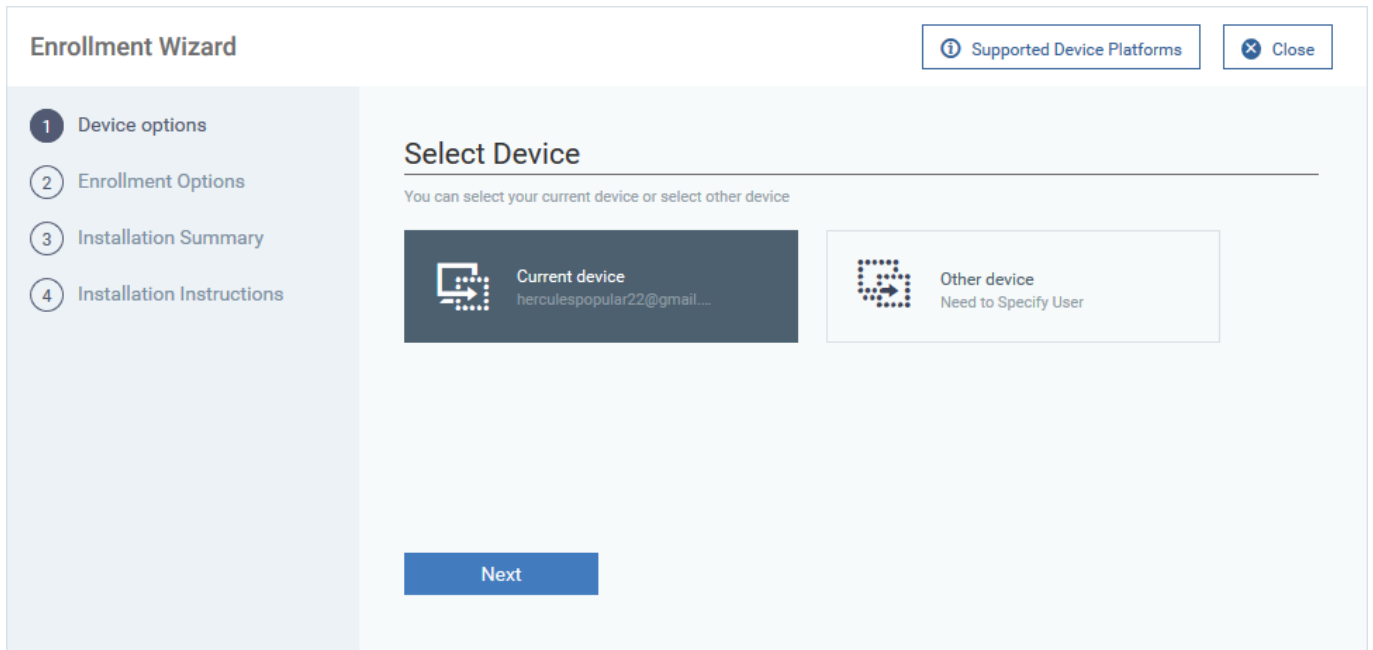 Enrollment Wizard
Supported Device Platforms
Close
1 Device options
2 Enrollment Options
3 Installation Summary
4 Installation Instructions
Select Device
You can select your current device or select other device
Current device
herculespopular22@gmail....
Other device
Need to Specify User
Next